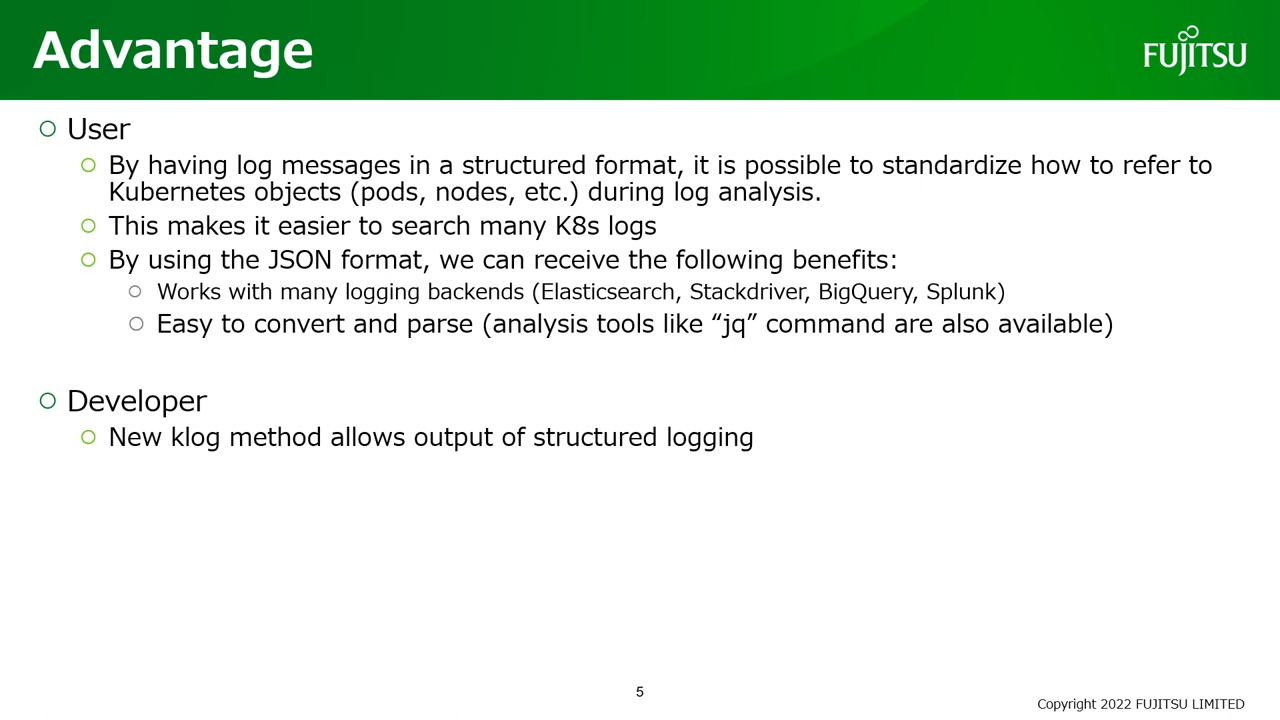 Advantage
FUJITSU
User
By having log messages in a structured format, it is possible to standardize how to refer to
Kubernetes objects (pods, nodes, etc.) during log analysis.
This makes it easier to search many K8s logs
By using the JSON format, we can receive the following benefits:
Works with many logging backends (Elasticsearch, Stackdriver, BigQuery, Splunk)
Easy to convert and parse (analysis tools like “jq” command are also available)
Developer
New klog method allows output of structured logging
5
Copyright 2022 FUJITSU LIMITED